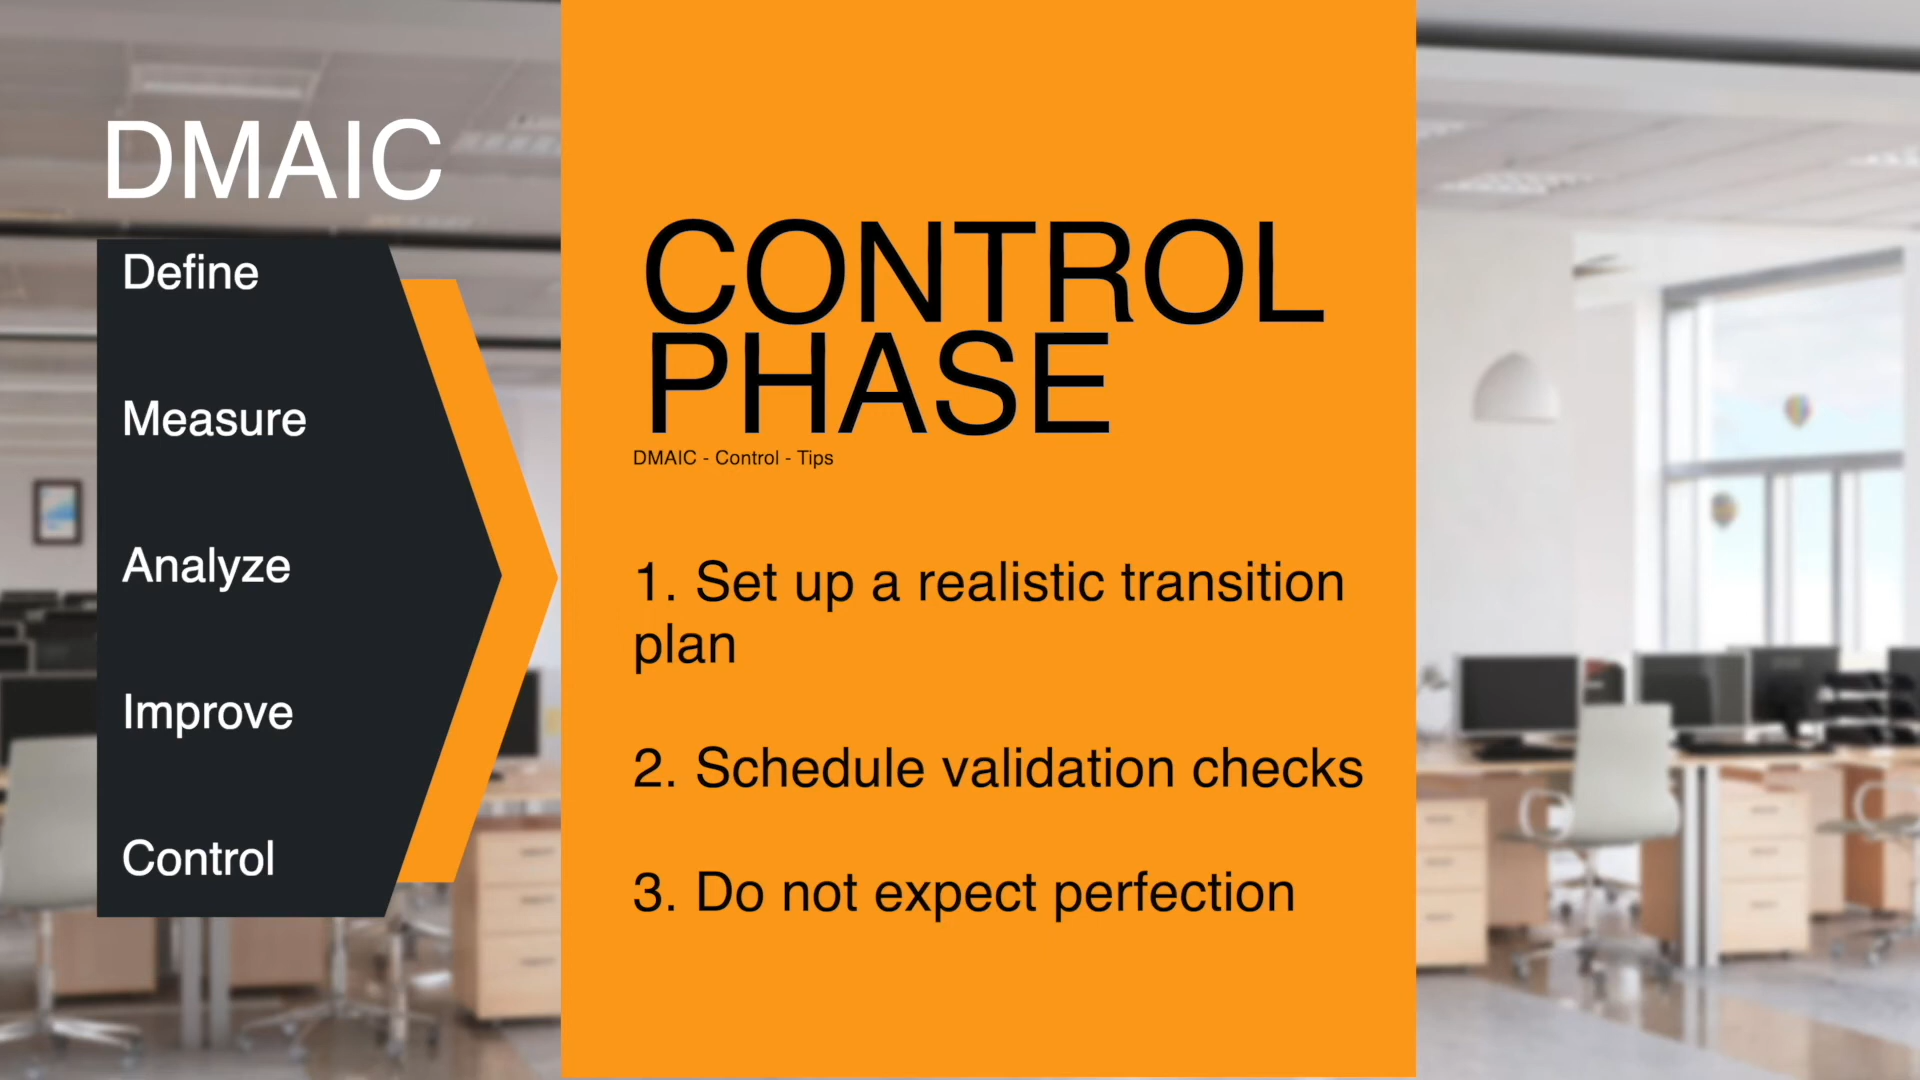 DMAIC
Define
Measure
Analyze
Improve
Control
CONTROL
PHASE
DMAIC - Control - Tips
1. Set up a realistic transition
plan
2. Schedule validation checks
3. Do not expect perfection